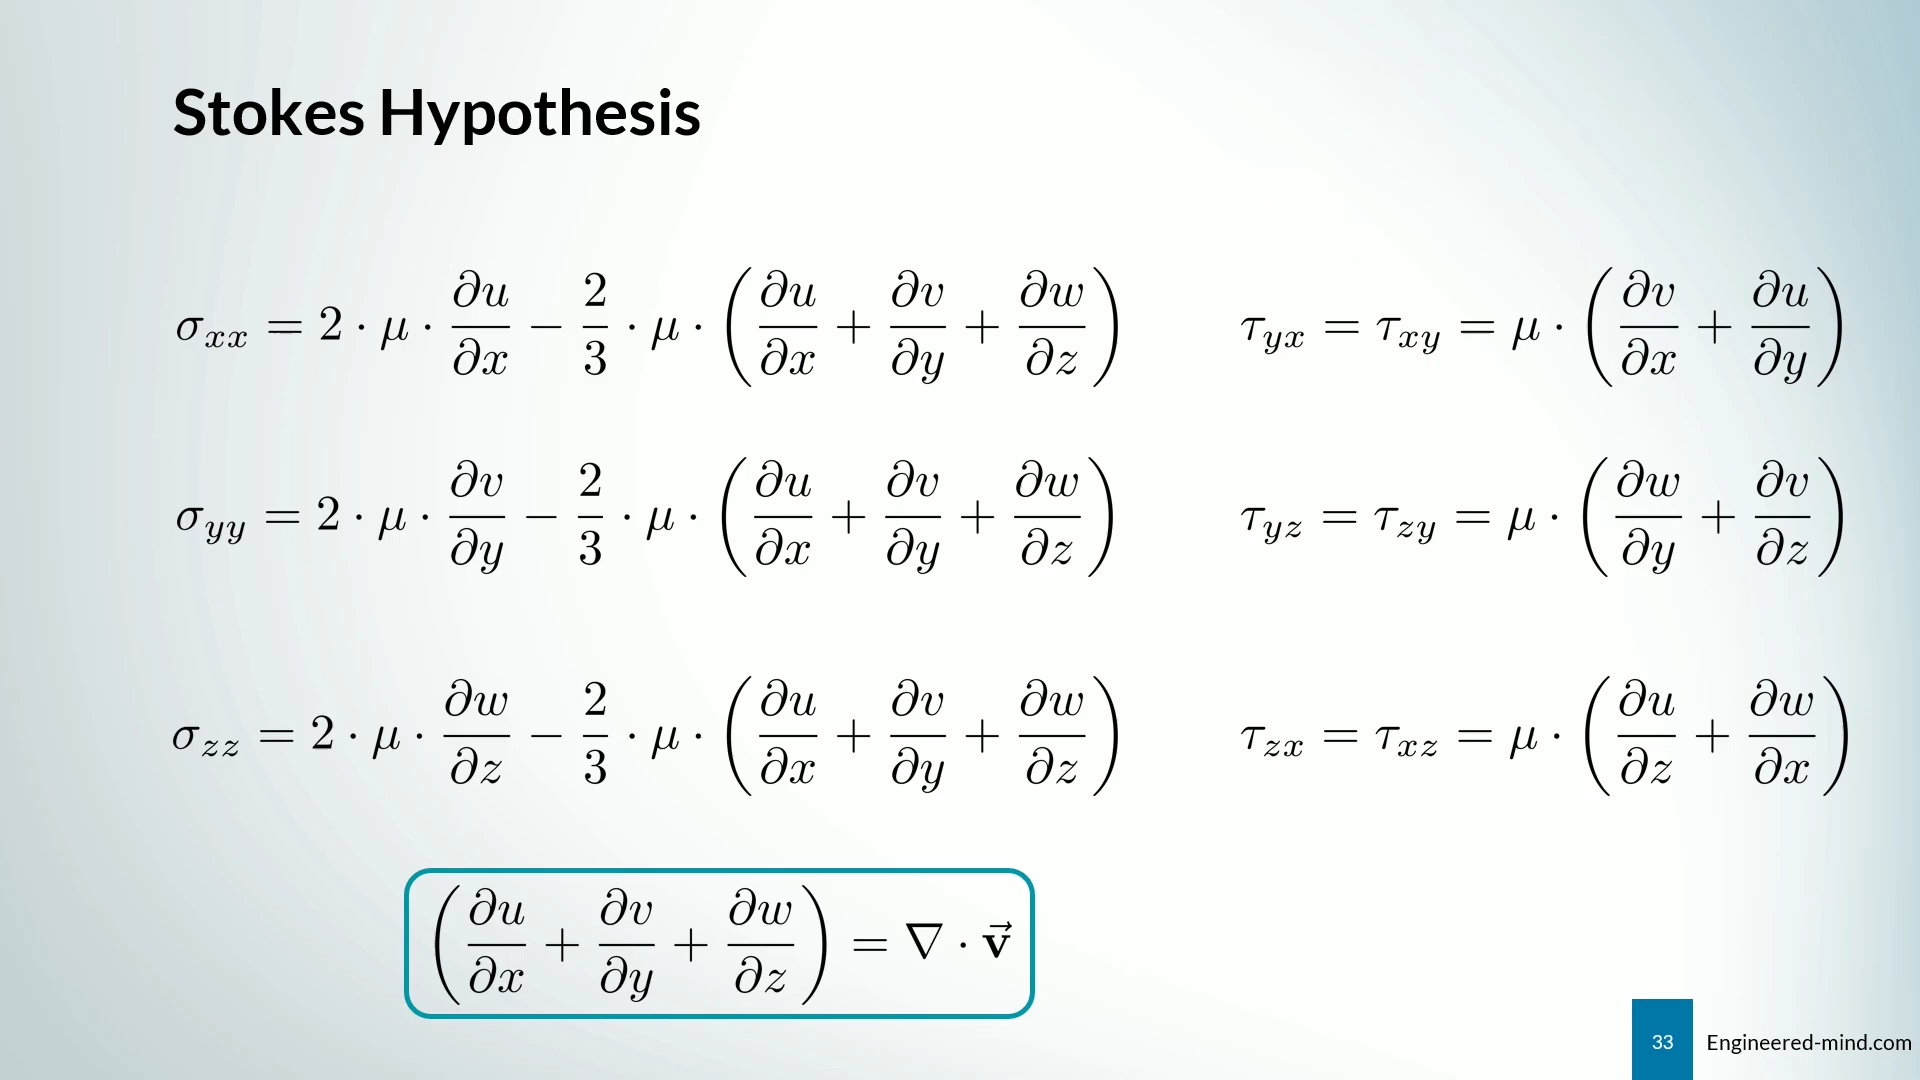 Stokes Hypothesis
σ_xx = 2 · μ · ∂u/∂x − 2/3 · μ · (∂u/∂x + ∂v/∂y + ∂w/∂z)
τ_yx = τ_xy = μ · (∂v/∂x + ∂u/∂y)
σ_yy = 2 · μ · ∂v/∂y − 2/3 · μ · (∂u/∂x + ∂v/∂y + ∂w/∂z)
τ_yz = τ_zy = μ · (∂w/∂y + ∂v/∂z)
σ_zz = 2 · μ · ∂w/∂z − 2/3 · μ · (∂u/∂x + ∂v/∂y + ∂w/∂z)
τ_zx = τ_xz = μ · (∂u/∂z + ∂w/∂x)
(∂u/∂x + ∂v/∂y + ∂w/∂z) = ∇ · v⃗
33 Engineered-mind.com